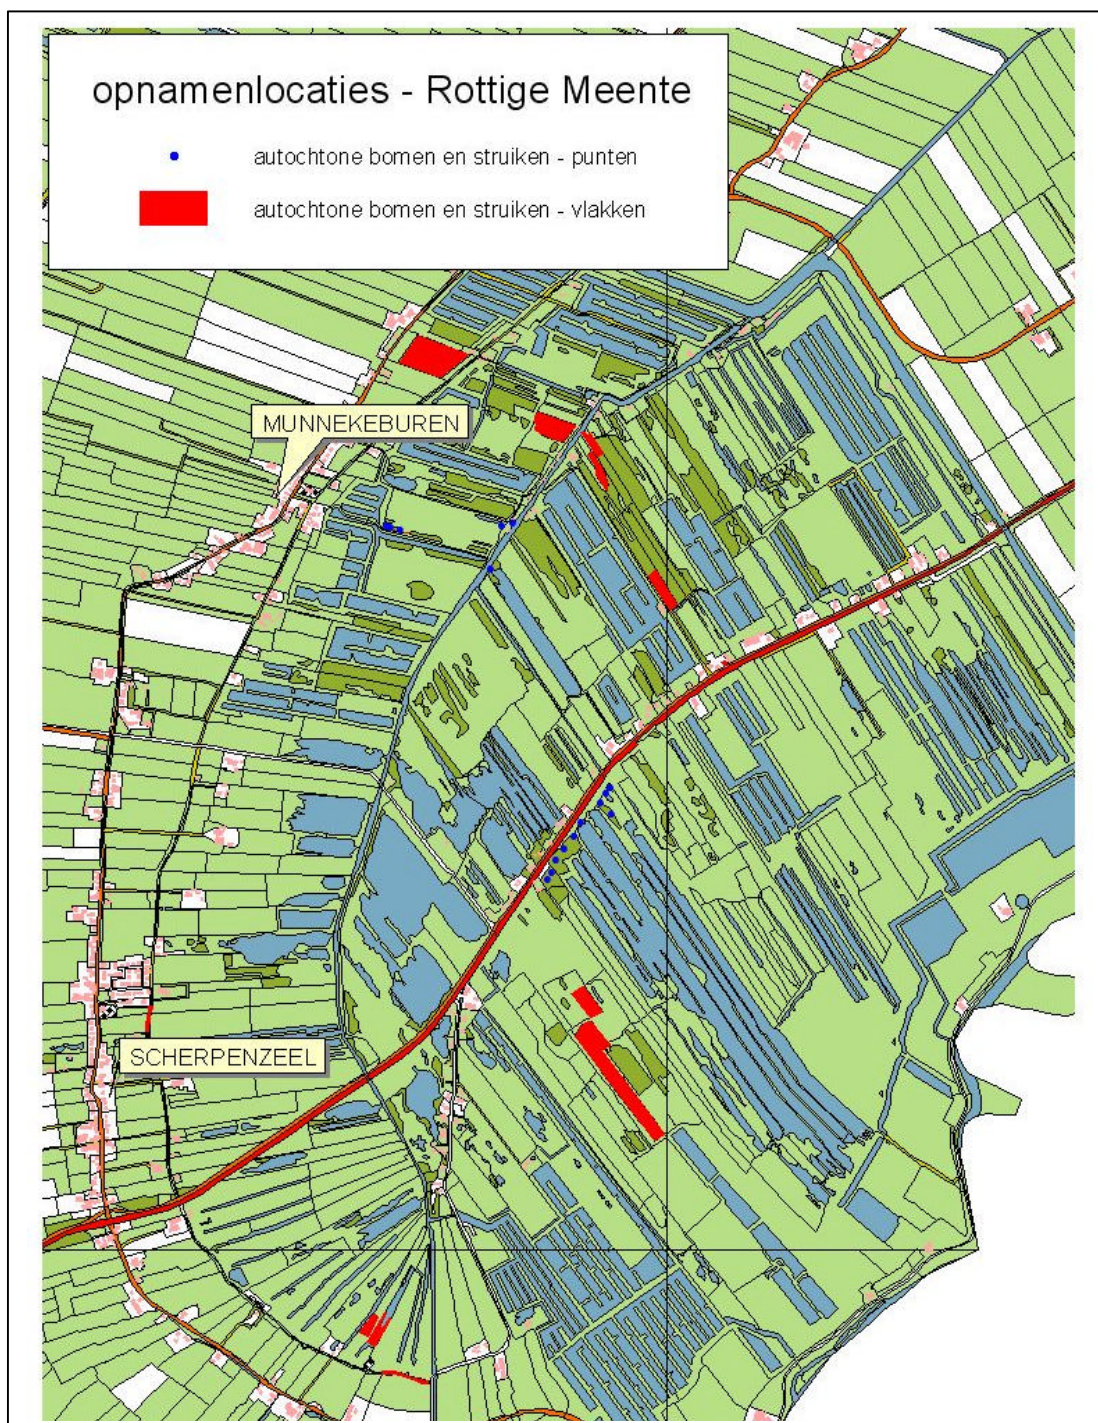 opnamenlocaties - Rottige Meente
autochtone bomen en struiken - punten
autochtone bomen en struiken - vlakken
MUNNEKEBUREN
SCHERPENZEEL